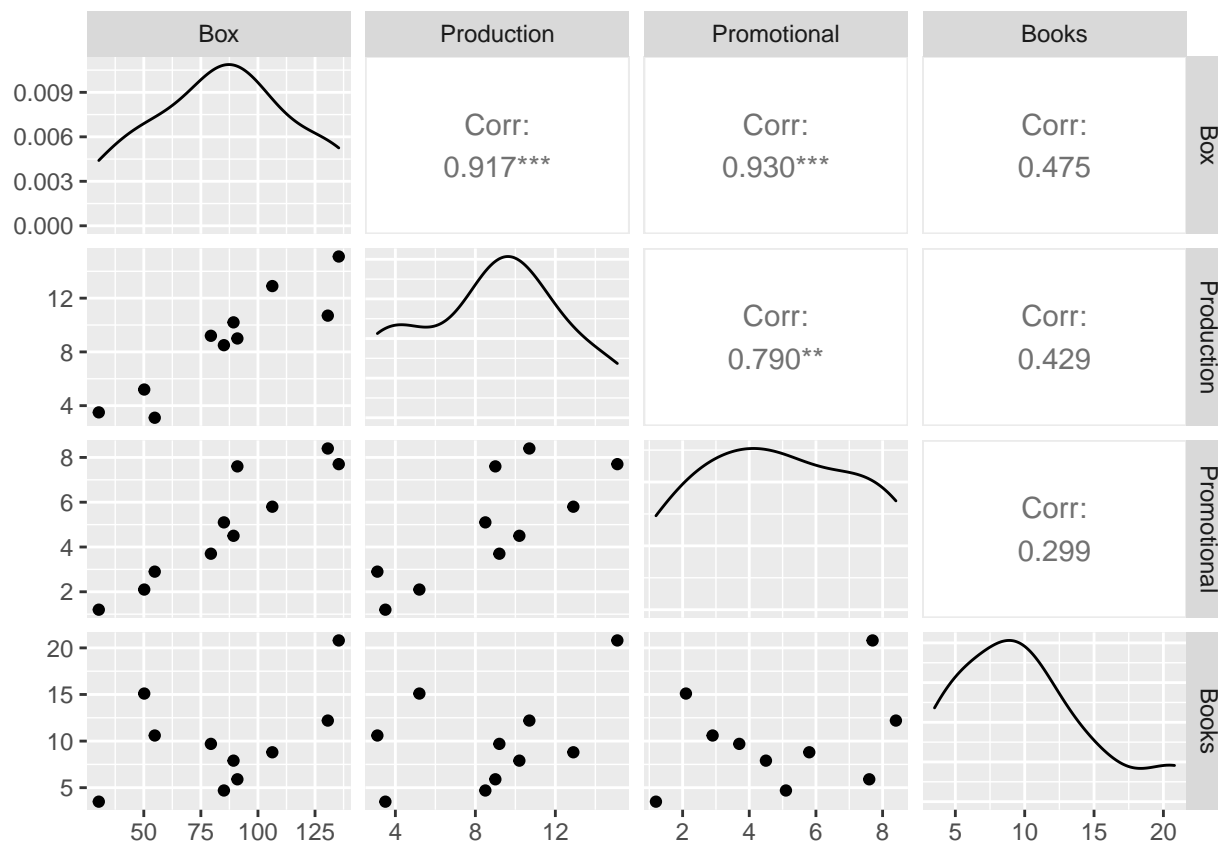 Box Production Promotional Books
0.009
0.006
0.003
0.000
Corr:
0.917***
Corr:
0.930***
Corr:
0.475
Box
12
8
4
Corr:
0.790**
Corr:
0.429
Production
8
6
4
2
Corr:
0.299
Promotional
20
15
10
5
Books
50 75 100 125 4 8 12 2 4 6 8 5 10 15 20